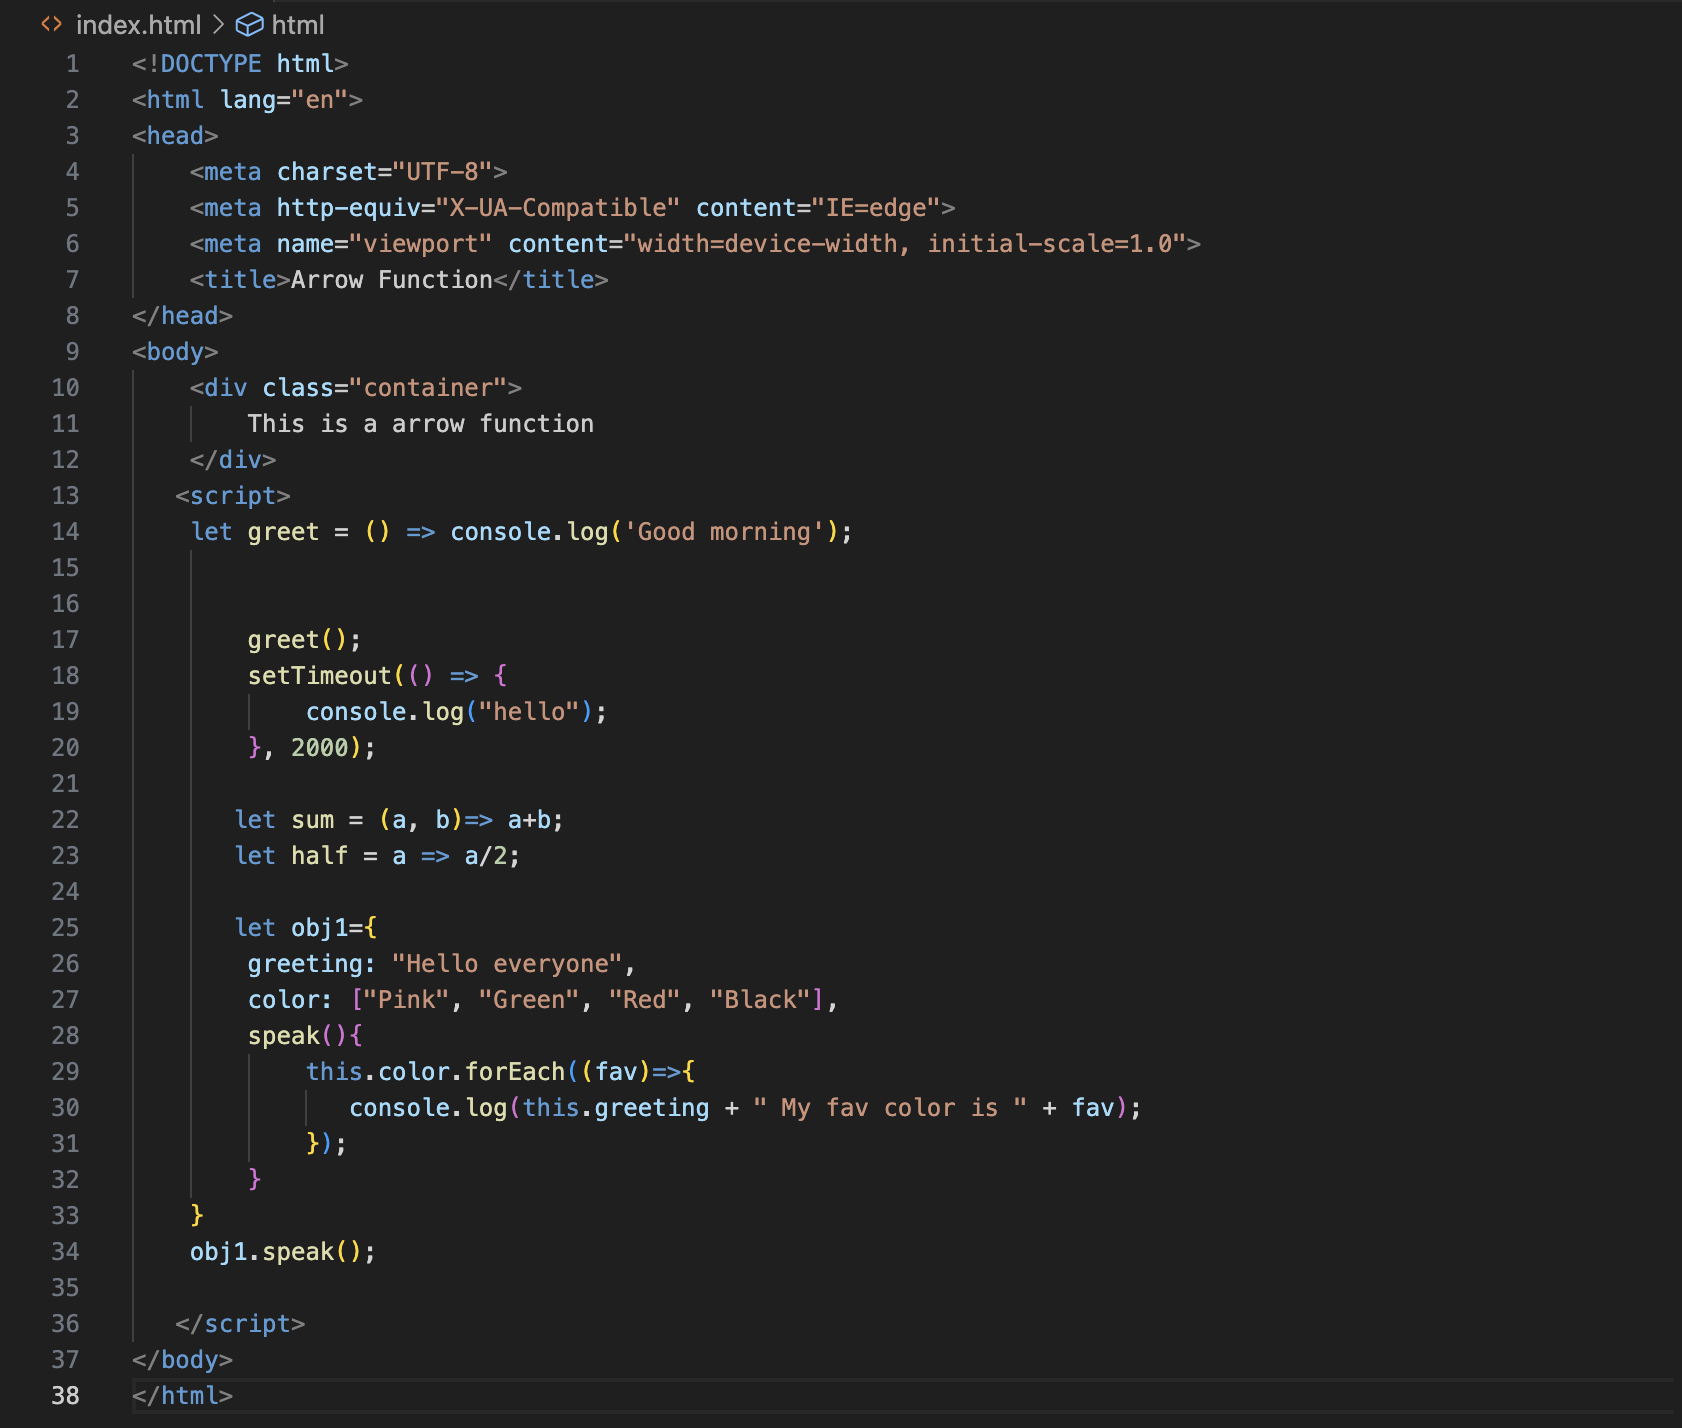 <> index.html > html
1 <!DOCTYPE html>
2 <html lang="en">
3 <head>
4     <meta charset="UTF-8">
5     <meta http-equiv="X-UA-Compatible" content="IE=edge">
6     <meta name="viewport" content="width=device-width, initial-scale=1.0">
7     <title>Arrow Function</title>
8 </head>
9 <body>
10     <div class="container">
11         This is a arrow function
12     </div>
13    <script>
14     let greet = () => console.log('Good morning');
15
16
17         greet();
18         setTimeout(() => {
19             console.log("hello");
20         }, 2000);
21
22        let sum = (a, b)=> a+b;
23        let half = a => a/2;
24
25        let obj1={
26         greeting: "Hello everyone",
27         color: ["Pink", "Green", "Red", "Black"],
28         speak(){
29             this.color.forEach((fav)=>{
30                console.log(this.greeting + " My fav color is " + fav);
31             });
32         }
33     }
34     obj1.speak();
35
36    </script>
37 </body>
38 </html>